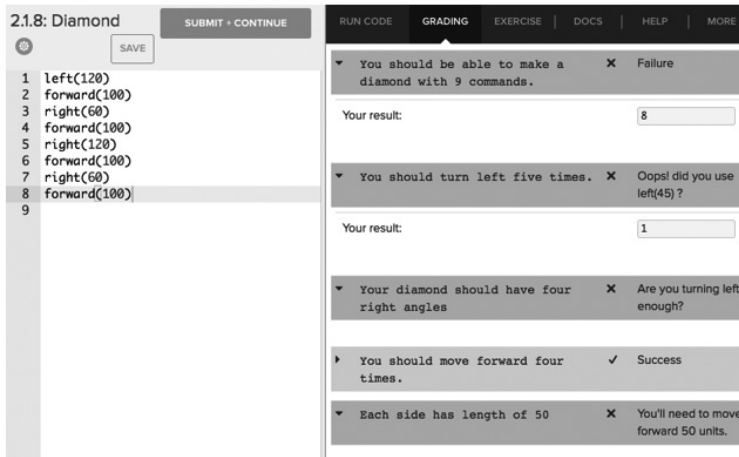 2.1.8: Diamond
SUBMIT + CONTINUE
SAVE
1 left(120)
2 forward(100)
3 right(60)
4 forward(100)
5 right(120)
6 forward(100)
7 right(60)
8 forward(100)
9
RUN CODE GRADING EXERCISE | DOCS | HELP | MORE
You should be able to make a
diamond with 9 commands.
✗ Failure
Your result:
8
You should turn left five times.
✗ Oops! did you use
left(45) ?
Your result:
1
Your diamond should have four
right angles
✗ Are you turning left
enough?
You should move forward four
times.
✓ Success
Each side has length of 50
✗ You'll need to move
forward 50 units.